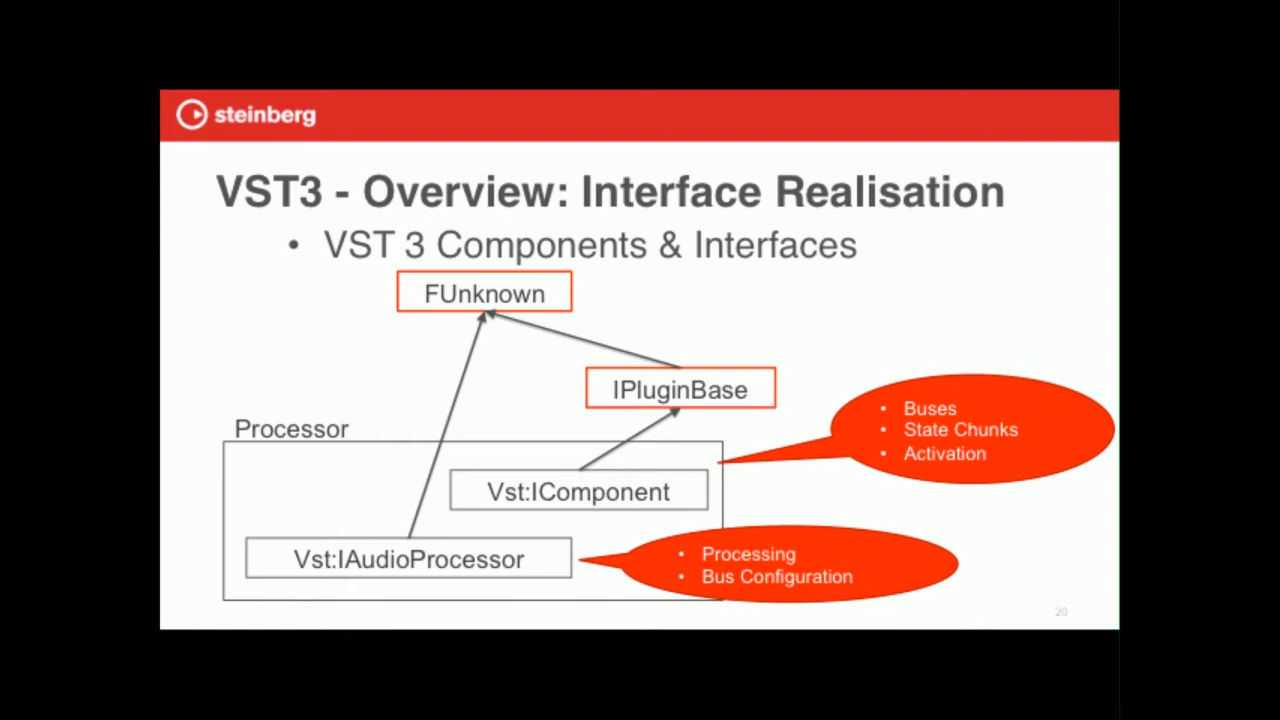 steinberg
VST3 - Overview: Interface Realisation
• VST 3 Components & Interfaces
FUnknown
IPluginBase
Processor
• Buses
• State Chunks
• Activation
Vst:IComponent
Vst:IAudioProcessor
• Processing
• Bus Configuration
20